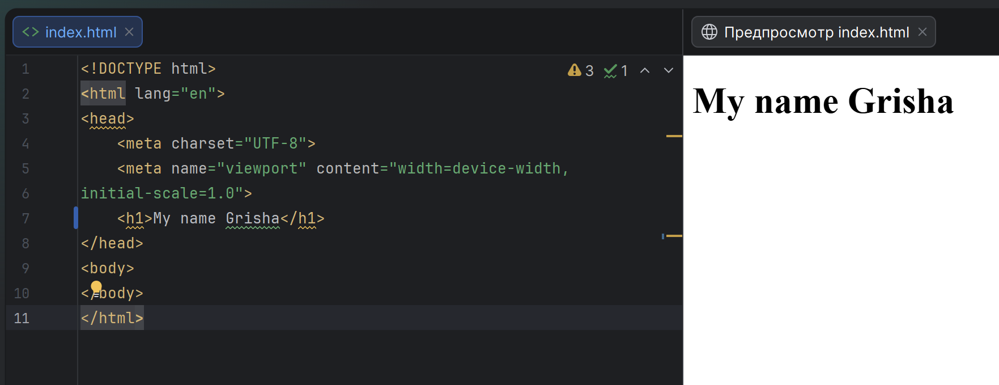 index.html
Предпросмотр index.html
3 1
1 <!DOCTYPE html>
2 <html lang="en">
3 <head>
4 <meta charset="UTF-8">
5 <meta name="viewport" content="width=device-width,
6 initial-scale=1.0">
7 <h1>My name Grisha</h1>
8 </head>
9 <body>
10 </body>
11 </html>
My name Grisha